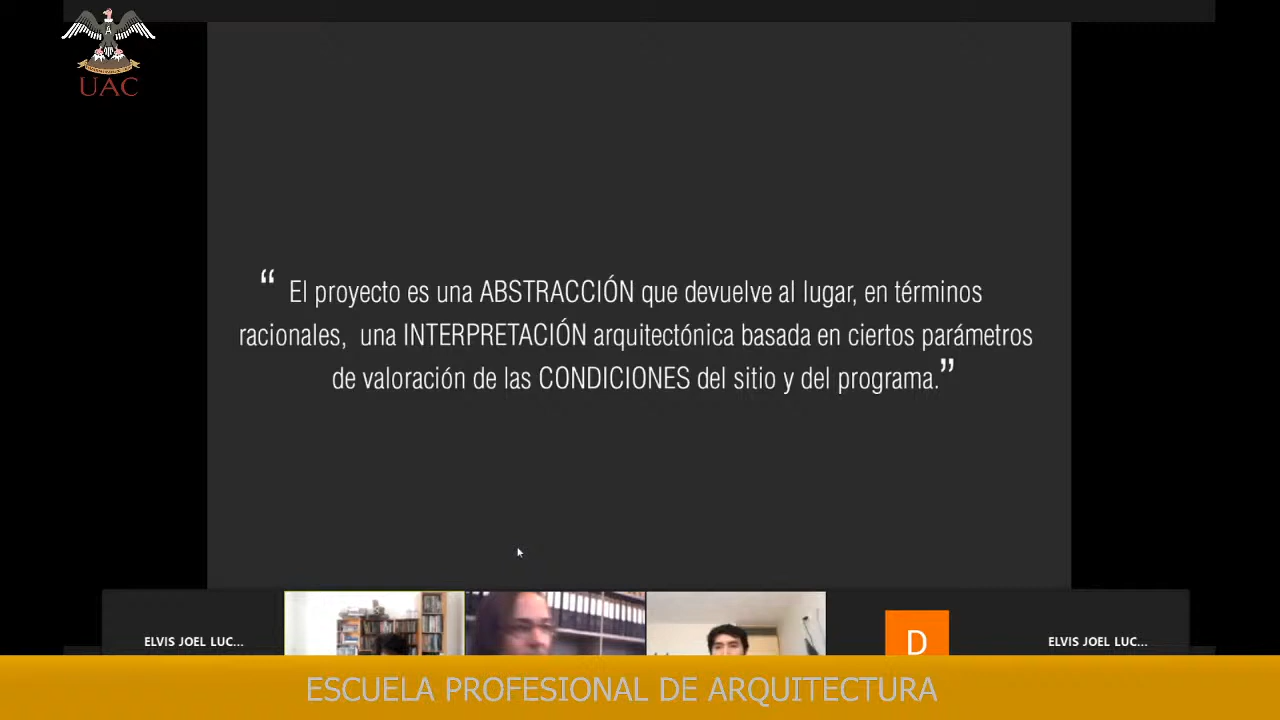 UAC
“ El proyecto es una ABSTRACCIÓN que devuelve al lugar, en términos
racionales, una INTERPRETACIÓN arquitectónica basada en ciertos parámetros
de valoración de las CONDICIONES del sitio y del programa.”
ELVIS JOEL LUC...
D
ELVIS JOEL LUC...
ESCUELA PROFESIONAL DE ARQUITECTURA